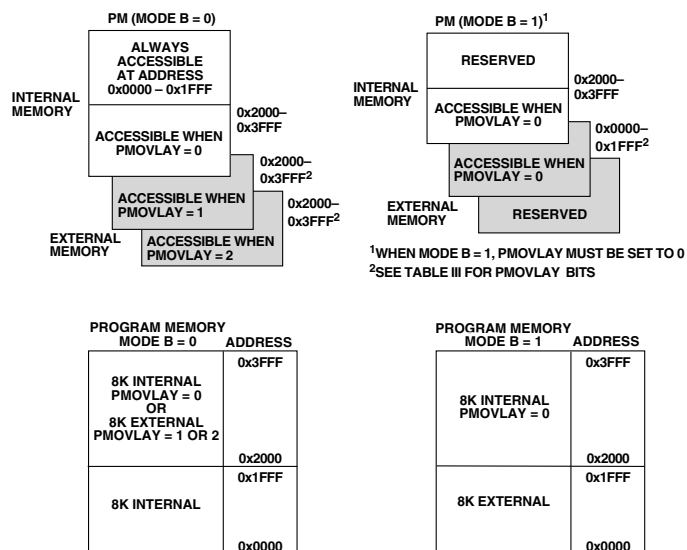 PM (MODE B = 0)
ALWAYS
ACCESSIBLE
AT ADDRESS
0x0000 – 0x1FFF
INTERNAL
MEMORY
0x2000–
0x3FFF
ACCESSIBLE WHEN
PMOVLAY = 0
0x2000–
0x3FFF2
ACCESSIBLE WHEN
PMOVLAY = 1
0x2000–
0x3FFF2
EXTERNAL
MEMORY
ACCESSIBLE WHEN
PMOVLAY = 2
PM (MODE B = 1)1
RESERVED
INTERNAL
MEMORY
0x2000–
0x3FFF
ACCESSIBLE WHEN
PMOVLAY = 0
0x0000–
0x1FFF2
ACCESSIBLE WHEN
PMOVLAY = 0
EXTERNAL
MEMORY
RESERVED
1WHEN MODE B = 1, PMOVLAY MUST BE SET TO 0
2SEE TABLE III FOR PMOVLAY BITS
PROGRAM MEMORY
MODE B = 0 ADDRESS
0x3FFF
8K INTERNAL
PMOVLAY = 0
OR
8K EXTERNAL
PMOVLAY = 1 OR 2
0x2000
0x1FFF
8K INTERNAL
0x0000
PROGRAM MEMORY
MODE B = 1 ADDRESS
0x3FFF
8K INTERNAL
PMOVLAY = 0
0x2000
0x1FFF
8K EXTERNAL
0x0000